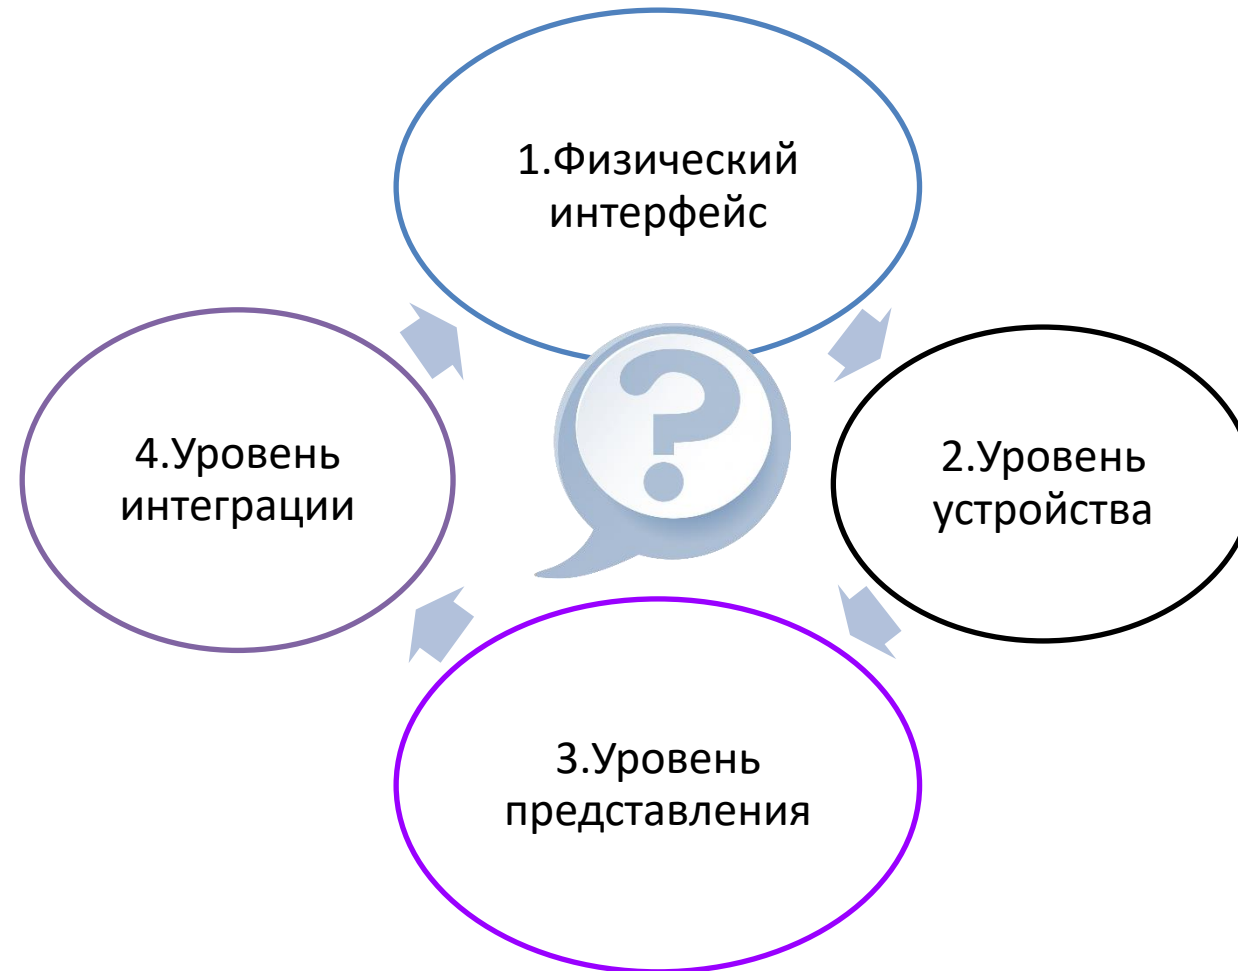 1.Физический
интерфейс
2.Уровень
устройства
3.Уровень
представления
4.Уровень
интеграции
?